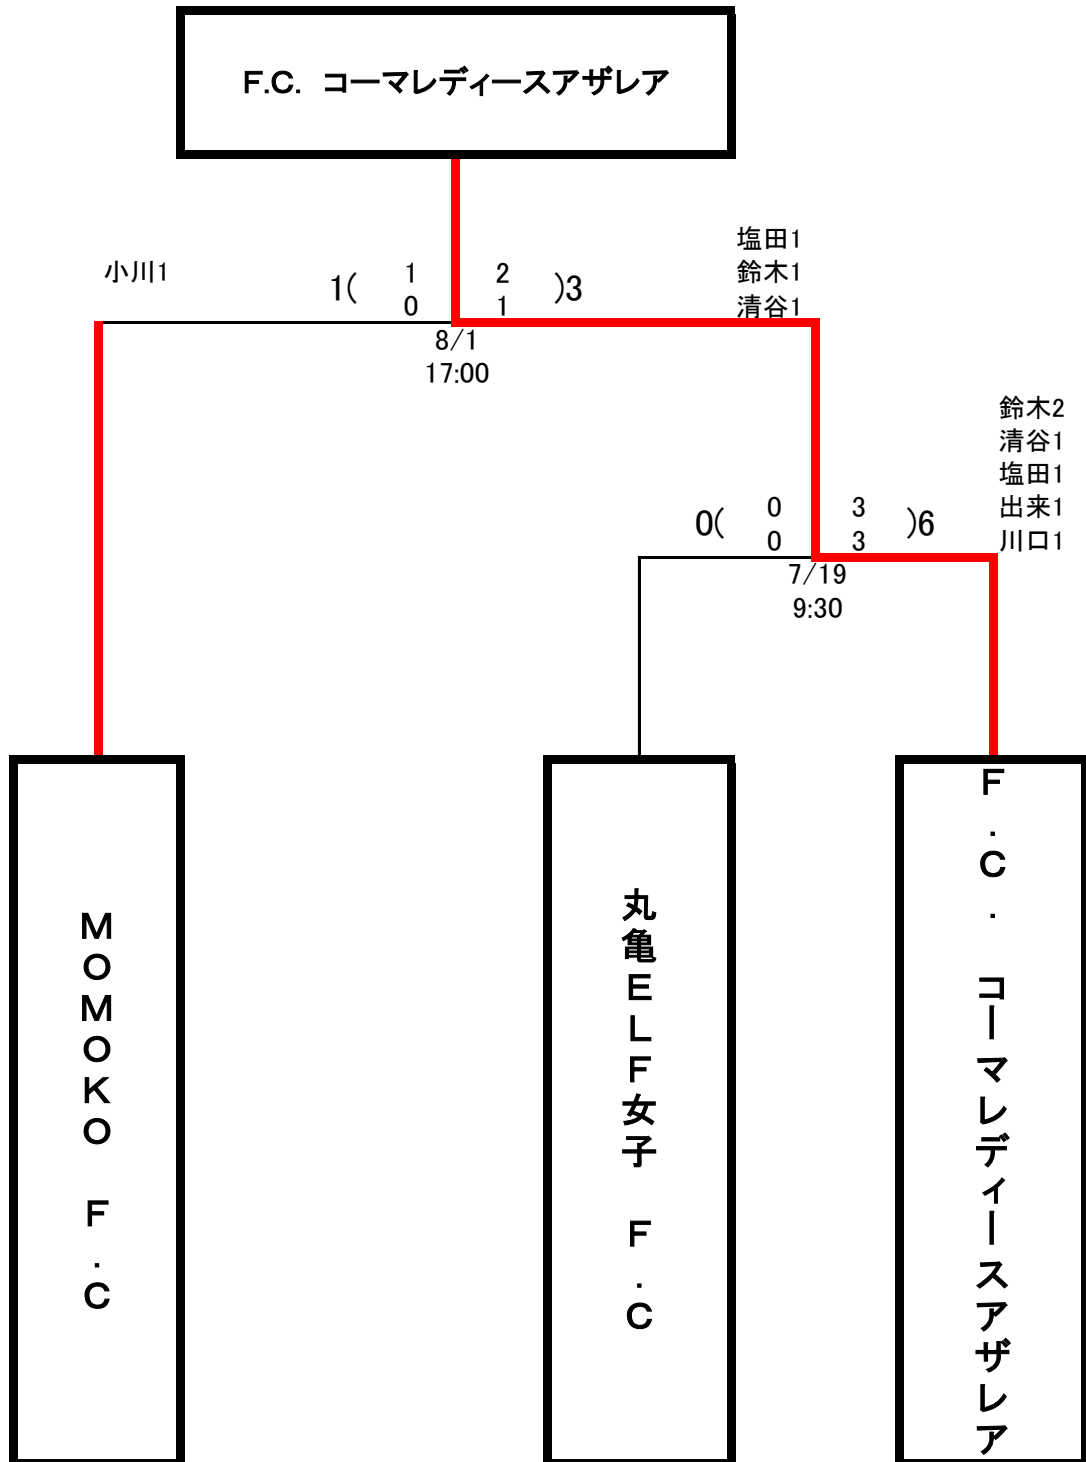 F.C. コーマレディースアザレア
小川1
1( 1 2 )3
0 1
塩田1
鈴木1
清谷1
8/1
17:00
鈴木2
清谷1
塩田1
出来1
川口1
0( 0 3 )6
0 3
7/19
9:30
MOMOKO F.C
丸亀ELF女子 F.C
F.C. コーマレディースアザレア